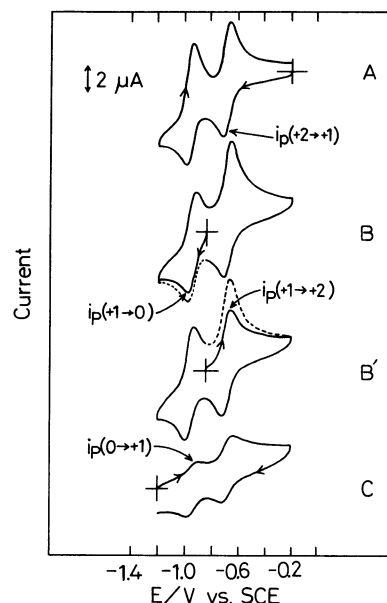 2 μA
A
ip(+2→+1)
B
ip(+1→0)
ip(+1→+2)
B′
ip(0→+1)
C
Current
-1.4 -1.0 -0.6 -0.2
E/V vs. SCE